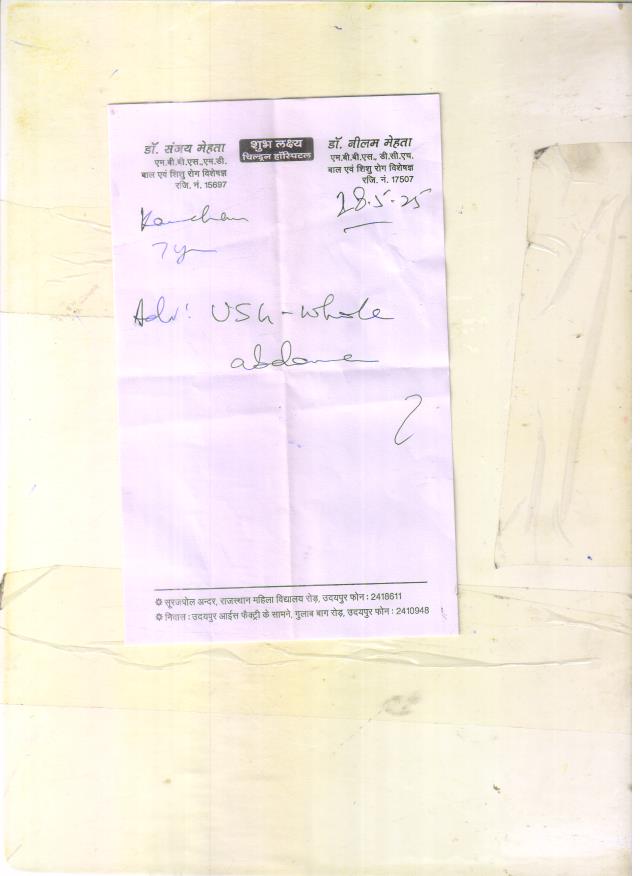 डॉ. संजय मेहता
एम.बी.बी.एस.,एम.डी.
बाल एवं शिशु रोग विशेषज्ञ
रजि. नं. 15697
शुभ लक्ष्य
चिल्ड्रन हॉस्पिटल
डॉ. नीलम मेहता
एम.बी.बी.एस., डी.सी.एच.
बाल एवं शिशु रोग विशेषज्ञ
रजि. नं. 17507
28.5.25
Kanchan
7yr
Adv: USG - Whole
abdomen
सूरजपोल अन्दर, राजस्थान महिला विद्यालय रोड़, उदयपुर फोन : 2418611
निवास : उदयपुर आईस फैक्ट्री के सामने, गुलाब बाग रोड़, उदयपुर फोन : 2410948